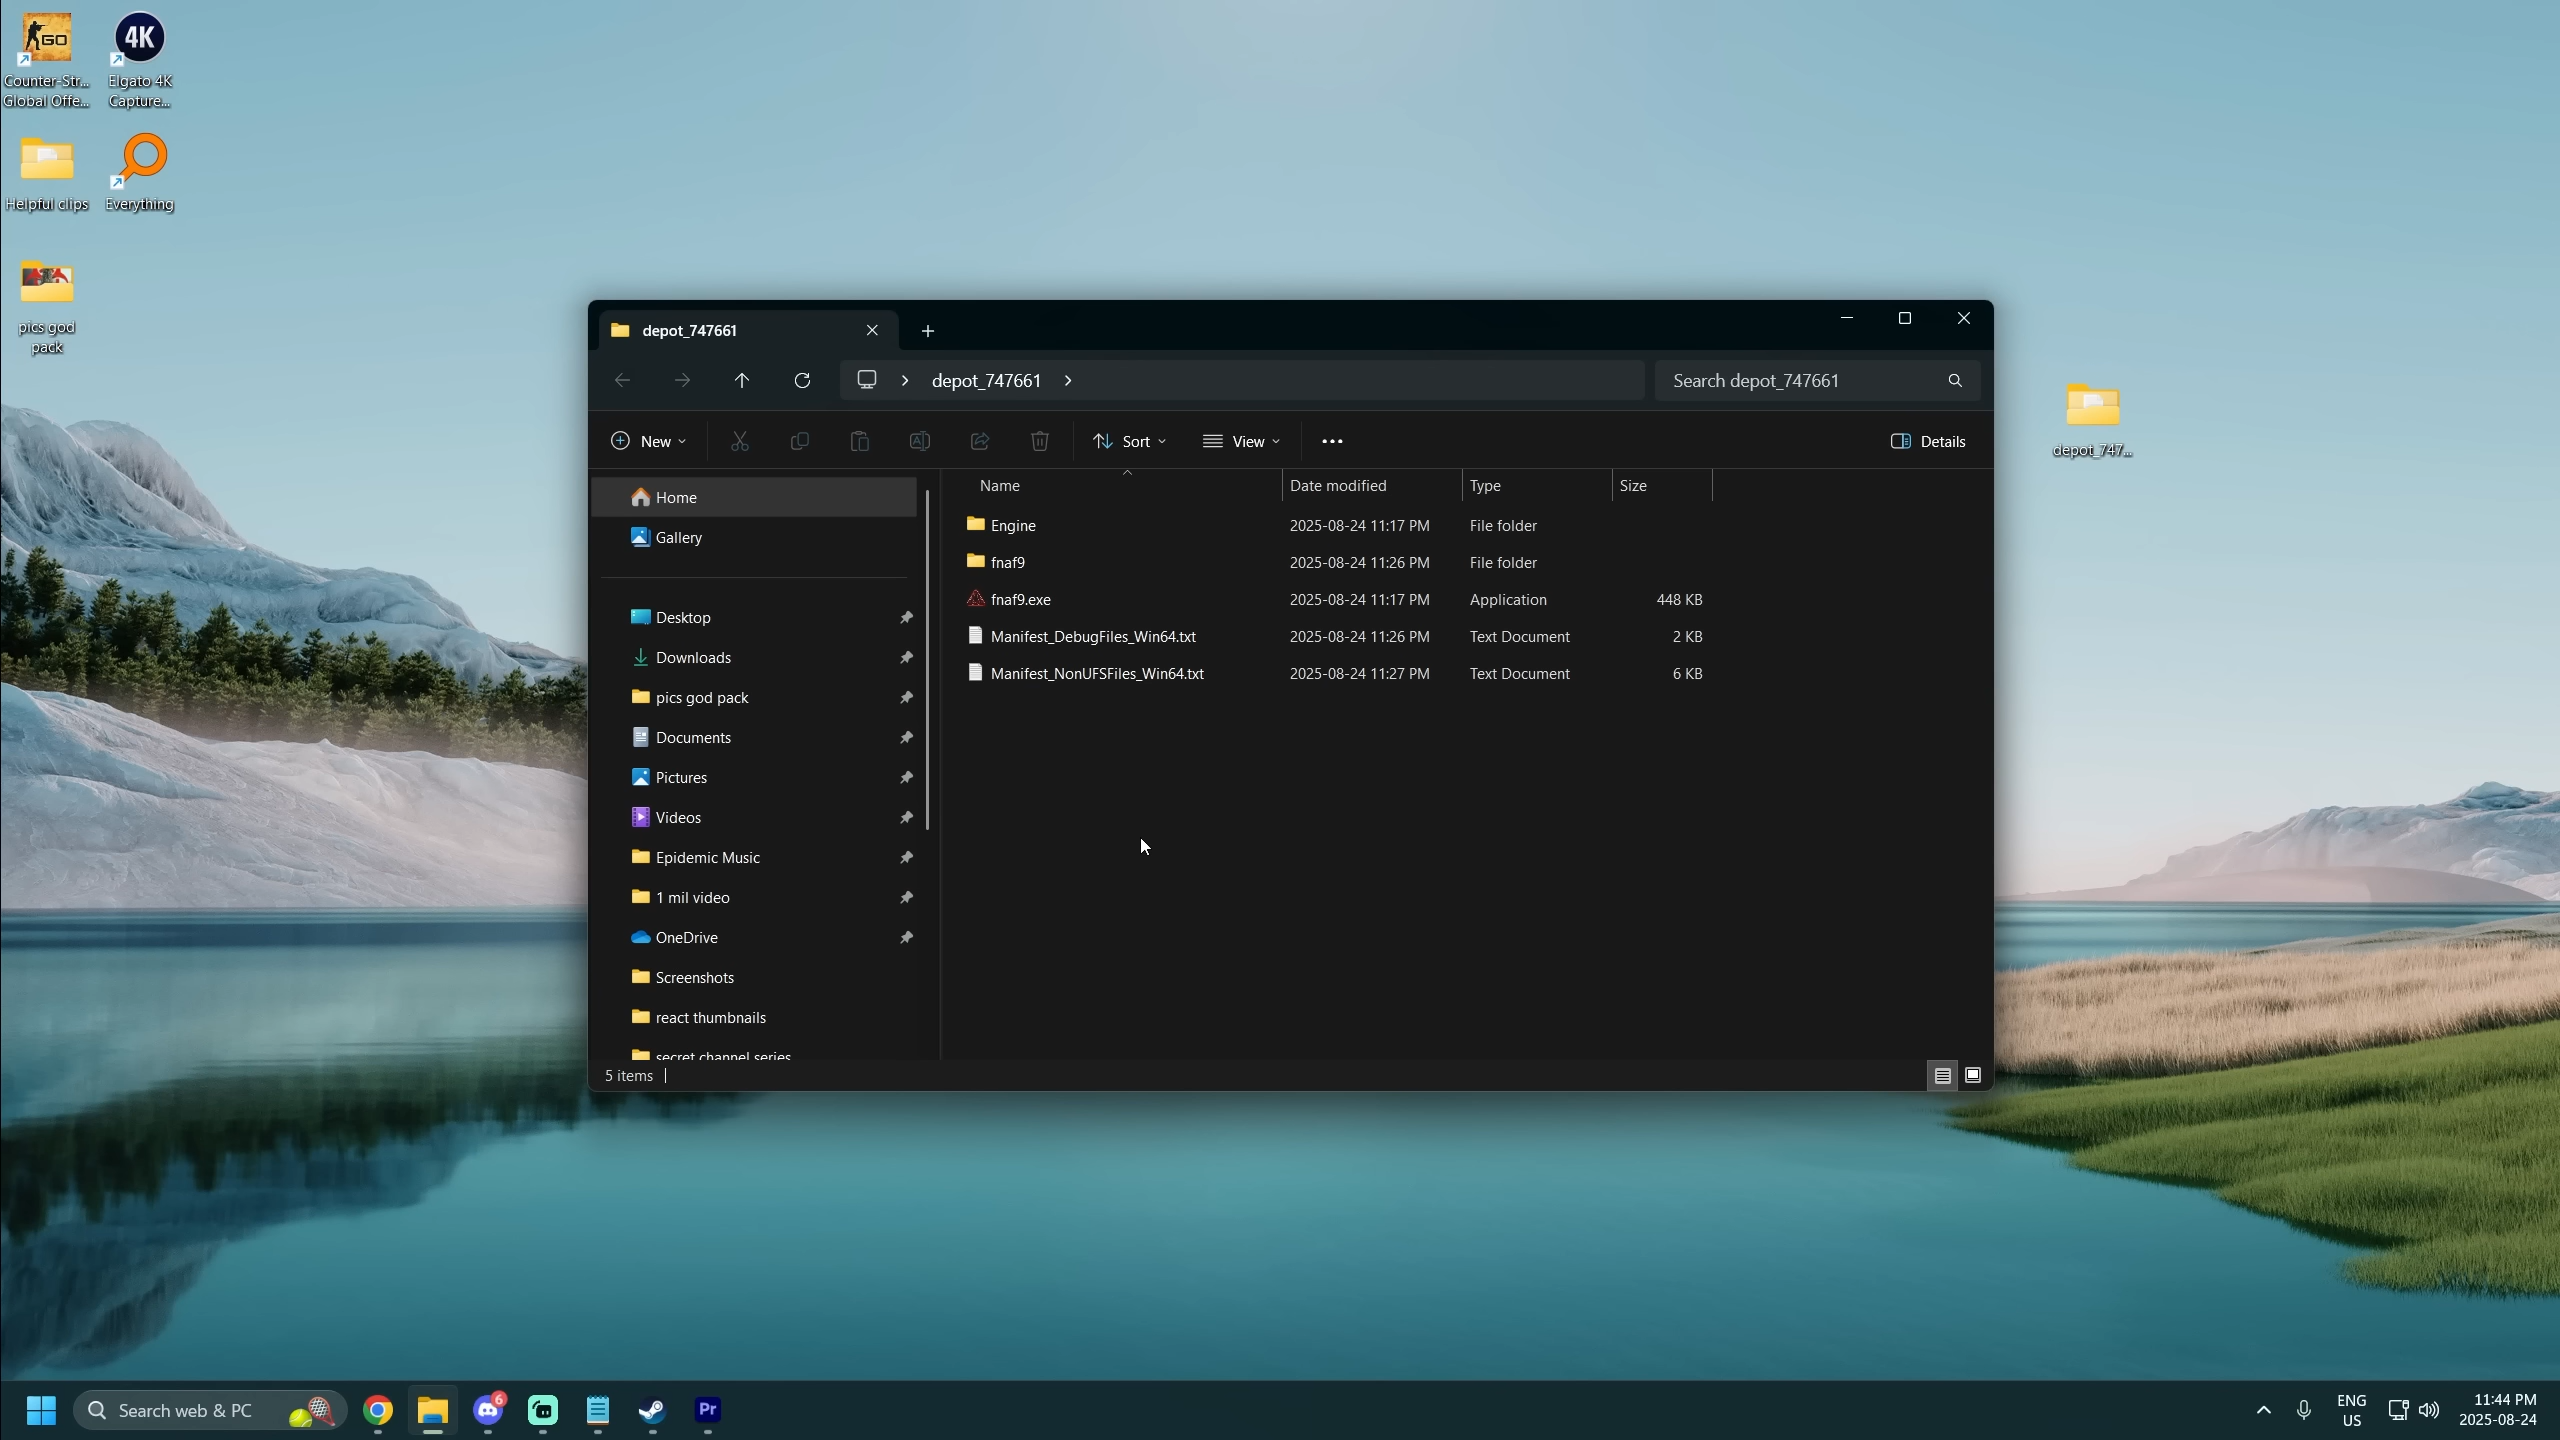 GO
4K
Counter-Str...
Global Offe...
Elgato 4K
Capture...
Helpful clips
Everything
pics god
pack
depot_747661
depot_747661
Search depot_747661
New
Sort
View
Details
Name
Date modified
Type
Size
Engine
2025-08-24 11:17 PM
File folder
fnaf9
2025-08-24 11:26 PM
File folder
fnaf9.exe
2025-08-24 11:17 PM
Application
448 KB
Manifest_DebugFiles_Win64.txt
2025-08-24 11:26 PM
Text Document
2 KB
Manifest_NonUFSFiles_Win64.txt
2025-08-24 11:27 PM
Text Document
6 KB
Home
Gallery
Desktop
Downloads
pics god pack
Documents
Pictures
Videos
Epidemic Music
1 mil video
OneDrive
Screenshots
react thumbnails
secret channel series
5 items
depot_747...
Search web & PC
6
Pr
ENG
US
11:44 PM
2025-08-24